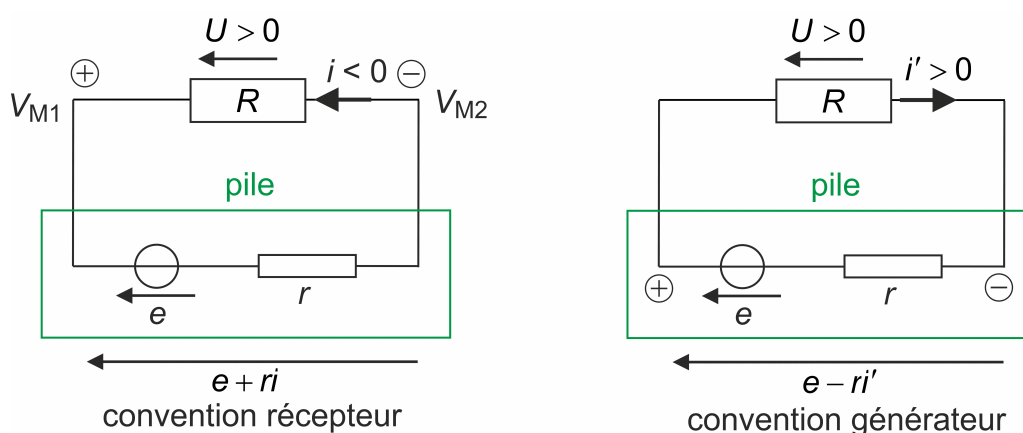 U > 0
⊕
i < 0
⊖
R
V_M1
V_M2
pile
e
r
e + ri
convention récepteur
U > 0
i′ > 0
R
pile
⊕
⊖
e
r
e − ri′
convention générateur